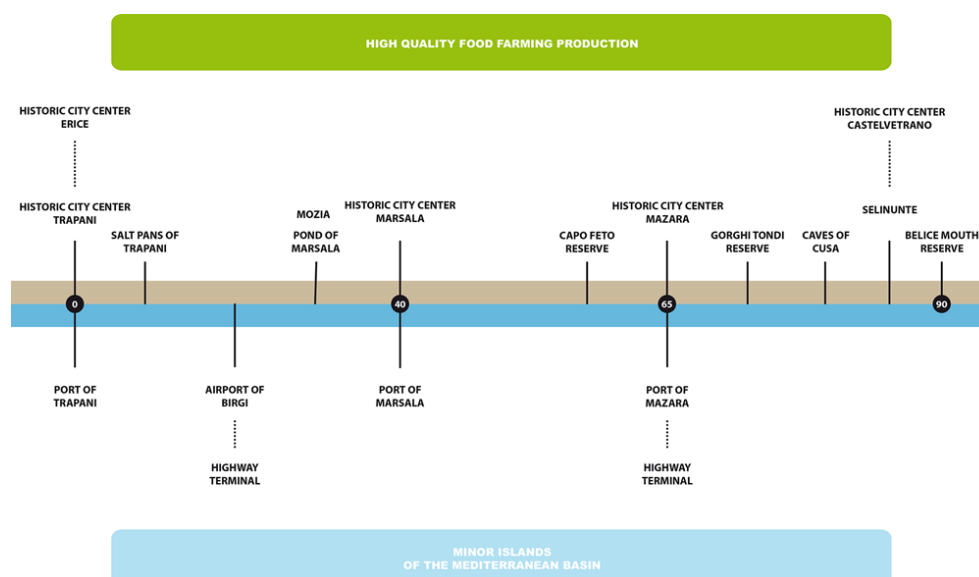 HIGH QUALITY FOOD FARMING PRODUCTION
HISTORIC CITY CENTER
ERICE
HISTORIC CITY CENTER
CASTELVETRANO
HISTORIC CITY CENTER
TRAPANI
SALT PANS OF
TRAPANI
MOZIA
POND OF
MARSALA
HISTORIC CITY CENTER
MARSALA
CAPO FETO
RESERVE
HISTORIC CITY CENTER
MAZARA
GORGHI TONDI
RESERVE
CAVES OF
CUSA
SELINUNTE
BELICE MOUTH
RESERVE
0
40
65
90
PORT OF
TRAPANI
AIRPORT OF
BIRGI
PORT OF
MARSALA
PORT OF
MAZARA
HIGHWAY
TERMINAL
HIGHWAY
TERMINAL
MINOR ISLANDS
OF THE MEDITERRANEAN BASIN